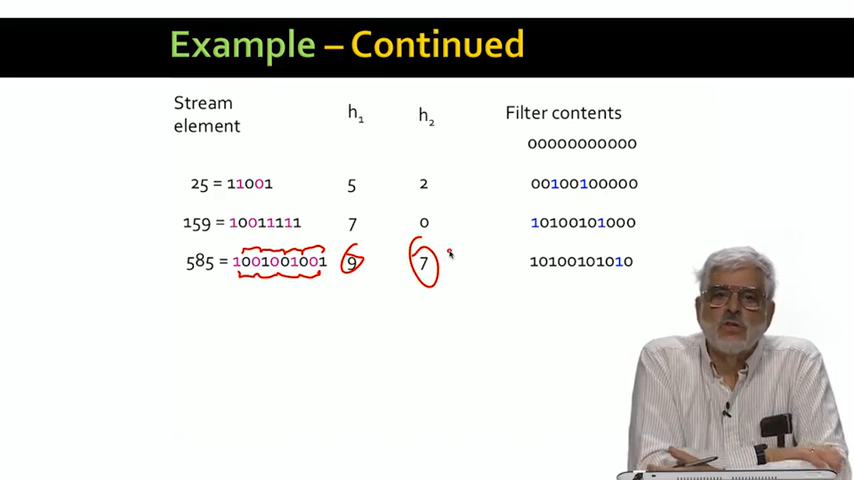 Example – Continued
Stream element h1 h2 Filter contents
00000000000
25 = 11001 5 2 00100100000
159 = 10011111 7 0 10100101000
585 = 1001001001 9 7 10100101010